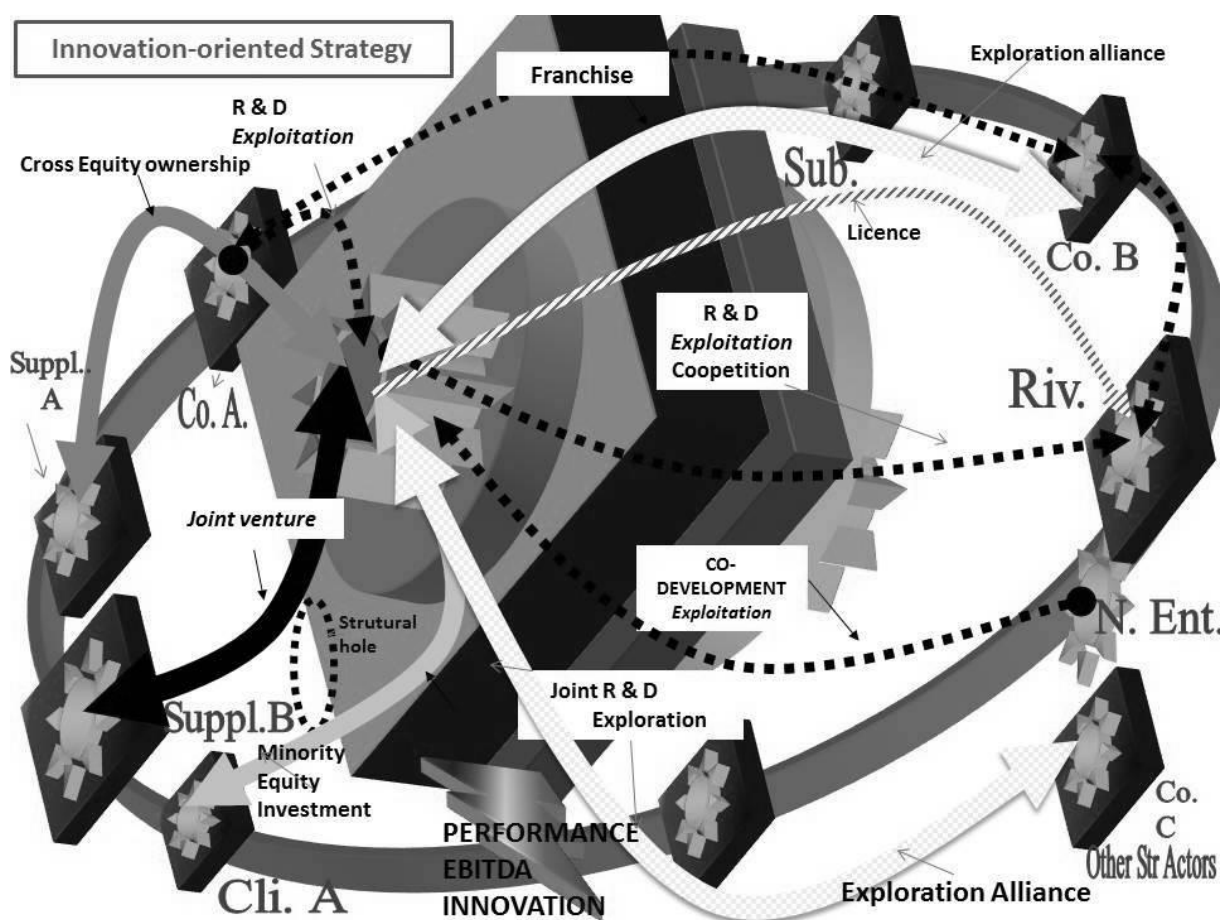 Innovation-oriented Strategy
Exploration alliance
Franchise
R & D
Exploitation
Cross Equity ownership
Sub.
Licence
Co. B
R & D
Exploitation
Coopetition
Suppl..
A
Co. A.
Riv.
Joint venture
CO-
DEVELOPMENT
Exploitation
Strutural
hole
N. Ent.
Joint R & D
Exploration
Suppl.B
Minority
Equity
Investment
Co.
C
Other Str Actors
PERFORMANCE
EBITDA
INNOVATION
Cli. A
Exploration Alliance